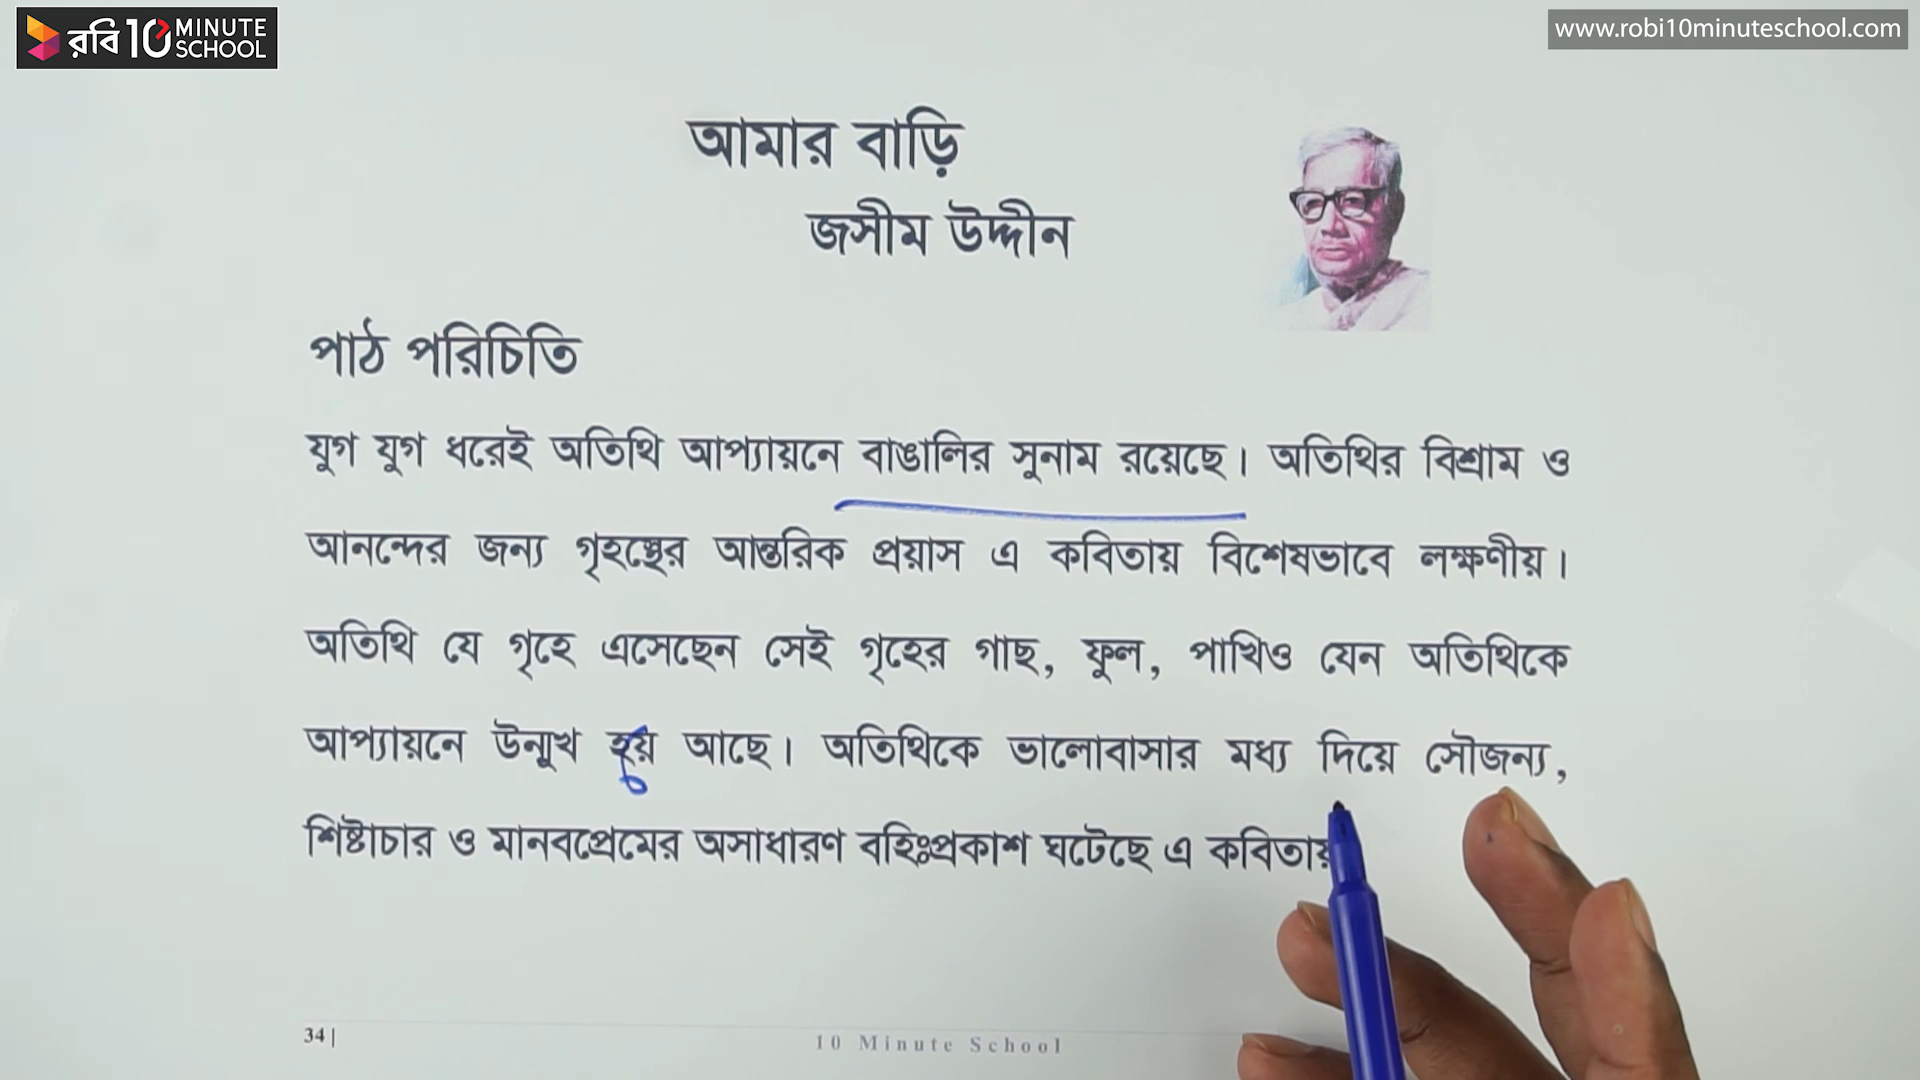 রবি 10 MINUTE SCHOOL
www.robi10minuteschool.com
আমার বাড়ি
জসীম উদ্দীন
পাঠ পরিচিতি
যুগ যুগ ধরেই অতিথি আপ্যায়নে বাঙালির সুনাম রয়েছে। অতিথির বিশ্রাম ও
আনন্দের জন্য গৃহস্থের আন্তরিক প্রয়াস এ কবিতায় বিশেষভাবে লক্ষণীয়।
অতিথি যে গৃহে এসেছেন সেই গৃহের গাছ, ফুল, পাখিও যেন অতিথিকে
আপ্যায়নে উন্মুখ হয় আছে। অতিথিকে ভালোবাসার মধ্য দিয়ে সৌজন্য,
শিষ্টাচার ও মানবপ্রেমের অসাধারণ বহিঃপ্রকাশ ঘটেছে এ কবিতায়
34|
10 Minute School